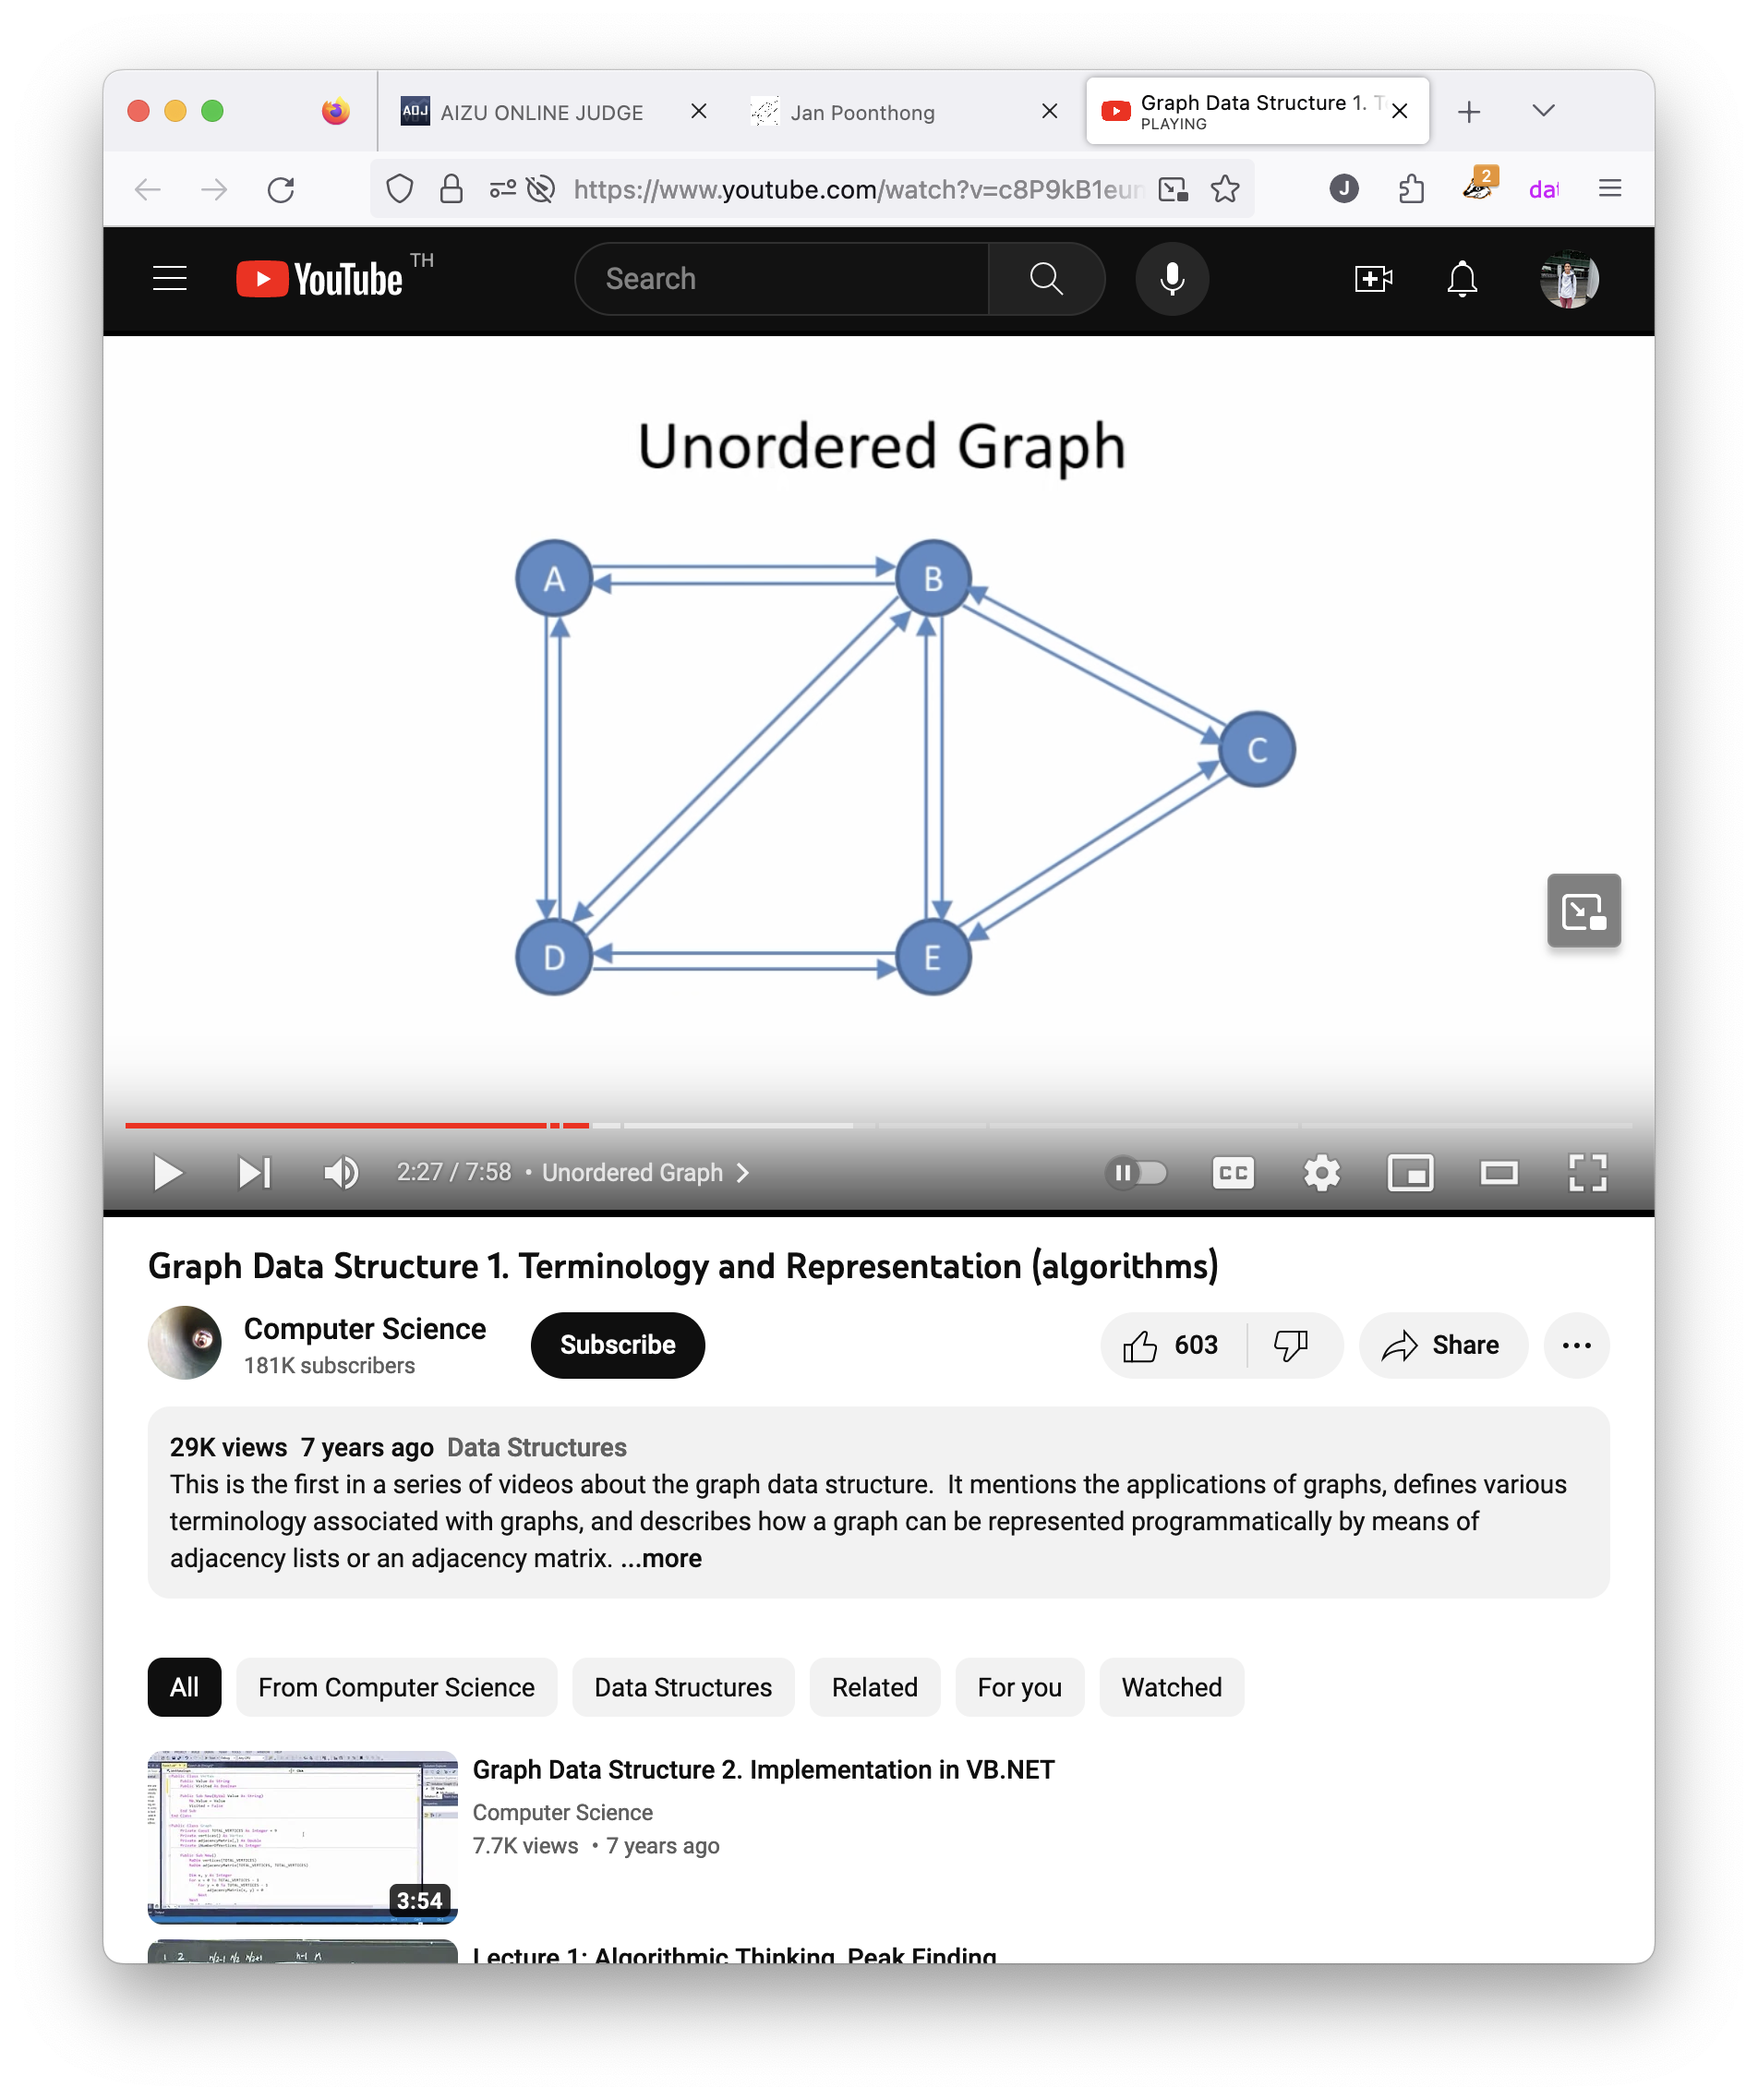 AOJ AIZU ONLINE JUDGE
Jan Poonthong
Graph Data Structure 1. T
PLAYING
https://www.youtube.com/watch?v=c8P9kB1eun
J
2
dat
YouTube TH
Search
Unordered Graph
A
B
C
D
E
2:27 / 7:58 • Unordered Graph
CC
Graph Data Structure 1. Terminology and Representation (algorithms)
Computer Science
181K subscribers
Subscribe
603
Share
29K views 7 years ago Data Structures
This is the first in a series of videos about the graph data structure. It mentions the applications of graphs, defines various
terminology associated with graphs, and describes how a graph can be represented programmatically by means of
adjacency lists or an adjacency matrix. ...more
All
From Computer Science
Data Structures
Related
For you
Watched
Graph Data Structure 2. Implementation in VB.NET
Computer Science
7.7K views • 7 years ago
3:54
Lecture 1: Algorithmic Thinking, Peak Finding